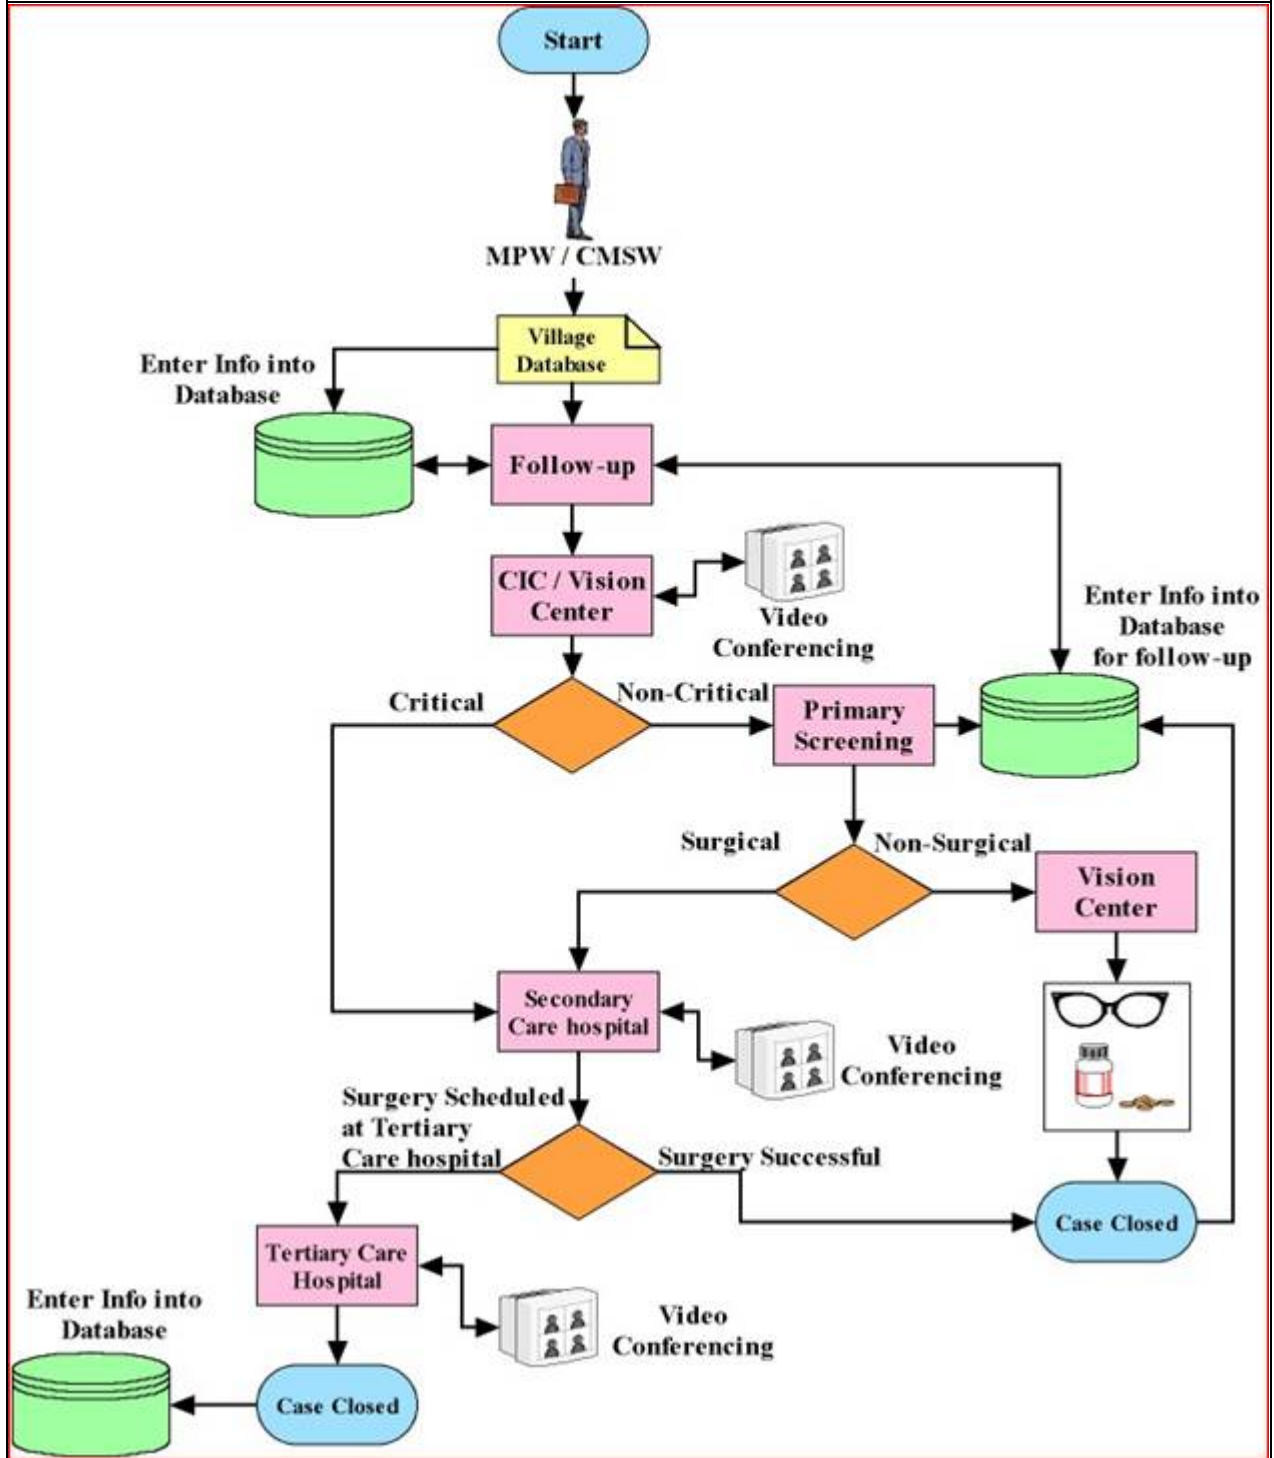 Start
MPW / CMSW
Village
Database
Enter Info into
Database
Follow-up
CIC / Vision
Center
Video
Conferencing
Enter Info into
Database
for follow-up
Critical
Non-Critical
Primary
Screening
Surgical
Non-Surgical
Vision
Center
Secondary
Care hospital
Video
Conferencing
Surgery Scheduled
at Tertiary
Care hospital
Surgery Successful
Case Closed
Tertiary Care
Hospital
Video
Conferencing
Enter Info into
Database
Case Closed